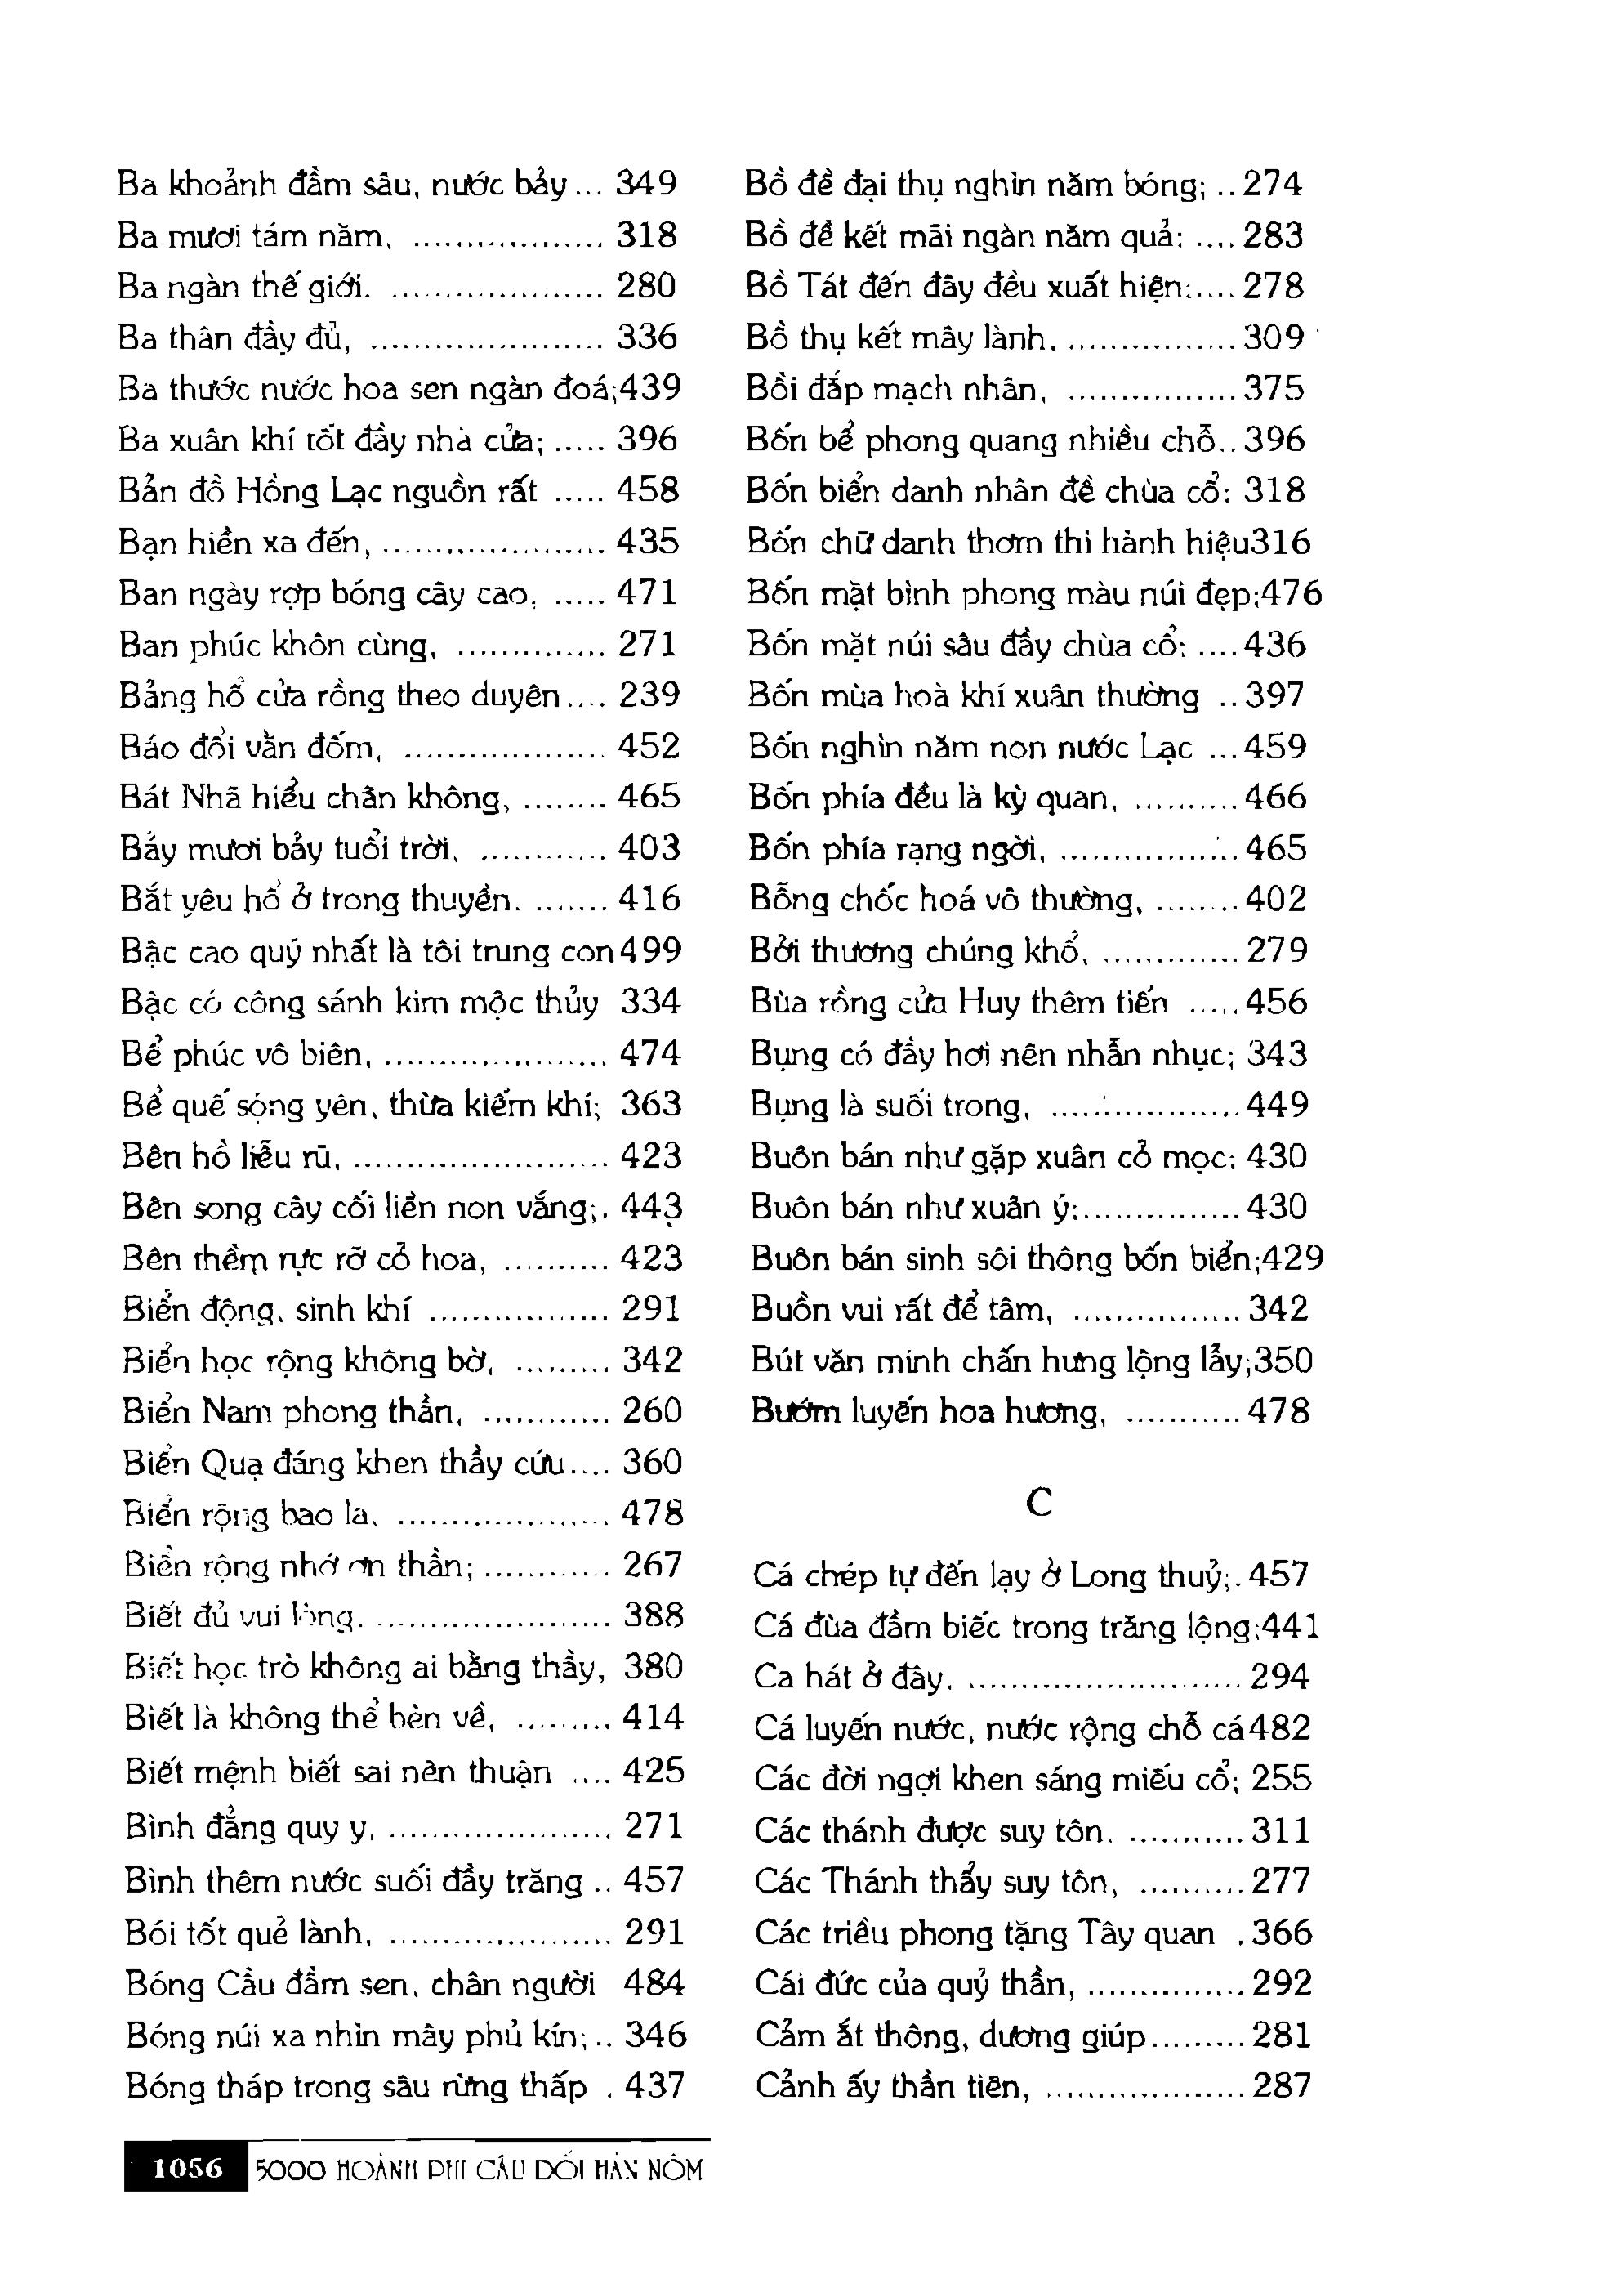 Ba khoảnh đầm sâu, nước bảy ... 349
Ba mươi tám năm, .................. 318
Ba ngàn thế giới. .................... 280
Ba thân đầy đủ, ...................... 336
Ba thước nước hoa sen ngàn đoá;439
Ba xuân khí tốt đầy nhà cửa; ..... 396
Bản đồ Hồng Lạc nguồn rất ..... 458
Bạn hiền xa đến, ..................... 435
Ban ngày rợp bóng cây cao, ..... 471
Ban phúc khôn cùng, .............. 271
Bảng hổ cửa rồng theo duyên .... 239
Báo đổi vằn đốm, ................... 452
Bát Nhã hiểu chân không, ........ 465
Bảy mươi bảy tuổi trời, ............ 403
Bắt yêu hổ ở trong thuyền. ....... 416
Bậc cao quý nhất là tôi trung con499
Bậc có công sánh kim mộc thủy 334
Bể phúc vô biên, ..................... 474
Bể quế sóng yên, thừa kiếm khí; 363
Bên hồ liễu rũ, ........................ 423
Bên song cây cối liền non vắng;. 443
Bên thềm rực rỡ cỏ hoa, .......... 423
Biển động, sinh khí ................. 291
Biển học rộng không bờ, ......... 342
Biển Nam phong thần, ............ 260
Biển Quạ đáng khen thầy cứu .... 360
Biển rộng bao la, .................... 478
Biển rộng nhớ ơn thần; ............ 267
Biết đủ vui lòng. ...................... 388
Biết học trò không ai bằng thầy, 380
Biết là không thể bèn về, ......... 414
Biết mệnh biết sai nên thuận .... 425
Bình đẳng quy y, ..................... 271
Bình thêm nước suối đầy trăng .. 457
Bói tốt quẻ lành, ..................... 291
Bóng Cầu đầm sen, chân người 484
Bóng núi xa nhìn mây phủ kín; .. 346
Bóng tháp trong sâu rừng thấp . 437
Bồ đề đại thụ nghìn năm bóng; .. 274
Bồ đề kết mãi ngàn năm quả; .... 283
Bồ Tát đến đây đều xuất hiện;.... 278
Bồ thụ kết mây lành, ................ 309
Bồi đắp mạch nhân, ................ 375
Bốn bể phong quang nhiều chỗ.. 396
Bốn biển danh nhân đề chùa cổ; 318
Bốn chữ danh thơm thi hành hiệu316
Bốn mặt bình phong màu núi đẹp;476
Bốn mặt núi sâu đầy chùa cổ; .... 436
Bốn mùa hoà khí xuân thường .. 397
Bốn nghìn năm non nước Lạc ... 459
Bốn phía đều là kỳ quan, .......... 466
Bốn phía rạng ngời, ................. 465
Bỗng chốc hoá vô thường, ........ 402
Bởi thương chúng khổ, ............. 279
Bùa rồng cửa Huy thêm tiến ..... 456
Bụng có đầy hơi nên nhẫn nhục; 343
Bụng là suối trong, .................. 449
Buôn bán như gặp xuân cỏ mọc; 430
Buôn bán như xuân ý;............... 430
Buôn bán sinh sôi thông bốn biển;429
Buồn vui rất để tâm, ................ 342
Bút văn minh chấn hưng lộng lẫy;350
Bướm luyến hoa hương, ........... 478
C
Cá chép tự đến lạy ở Long thuỷ;. 457
Cá đùa đầm biếc trong trăng lộng;441
Ca hát ở đây, .......................... 294
Cá luyến nước, nước rộng chỗ cá482
Các đời ngợi khen sáng miếu cổ; 255
Các thánh được suy tôn. ........... 311
Các Thánh thẩy suy tôn, .......... 277
Các triều phong tặng Tây quan . 366
Cái đức của quỷ thần, ............... 292
Cảm ắt thông, dương giúp ......... 281
Cảnh ấy thần tiên, ................... 287
1056 5000 HOÀNH PHI CÂU ĐỐI HÁN NÔM